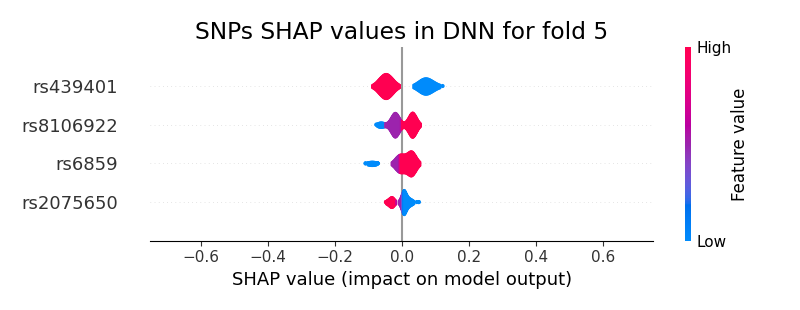 SNPs SHAP values in DNN for fold 5
High
rs439401
rs8106922
rs6859
rs2075650
Feature value
Low
−0.6 −0.4 −0.2 0.0 0.2 0.4 0.6
SHAP value (impact on model output)